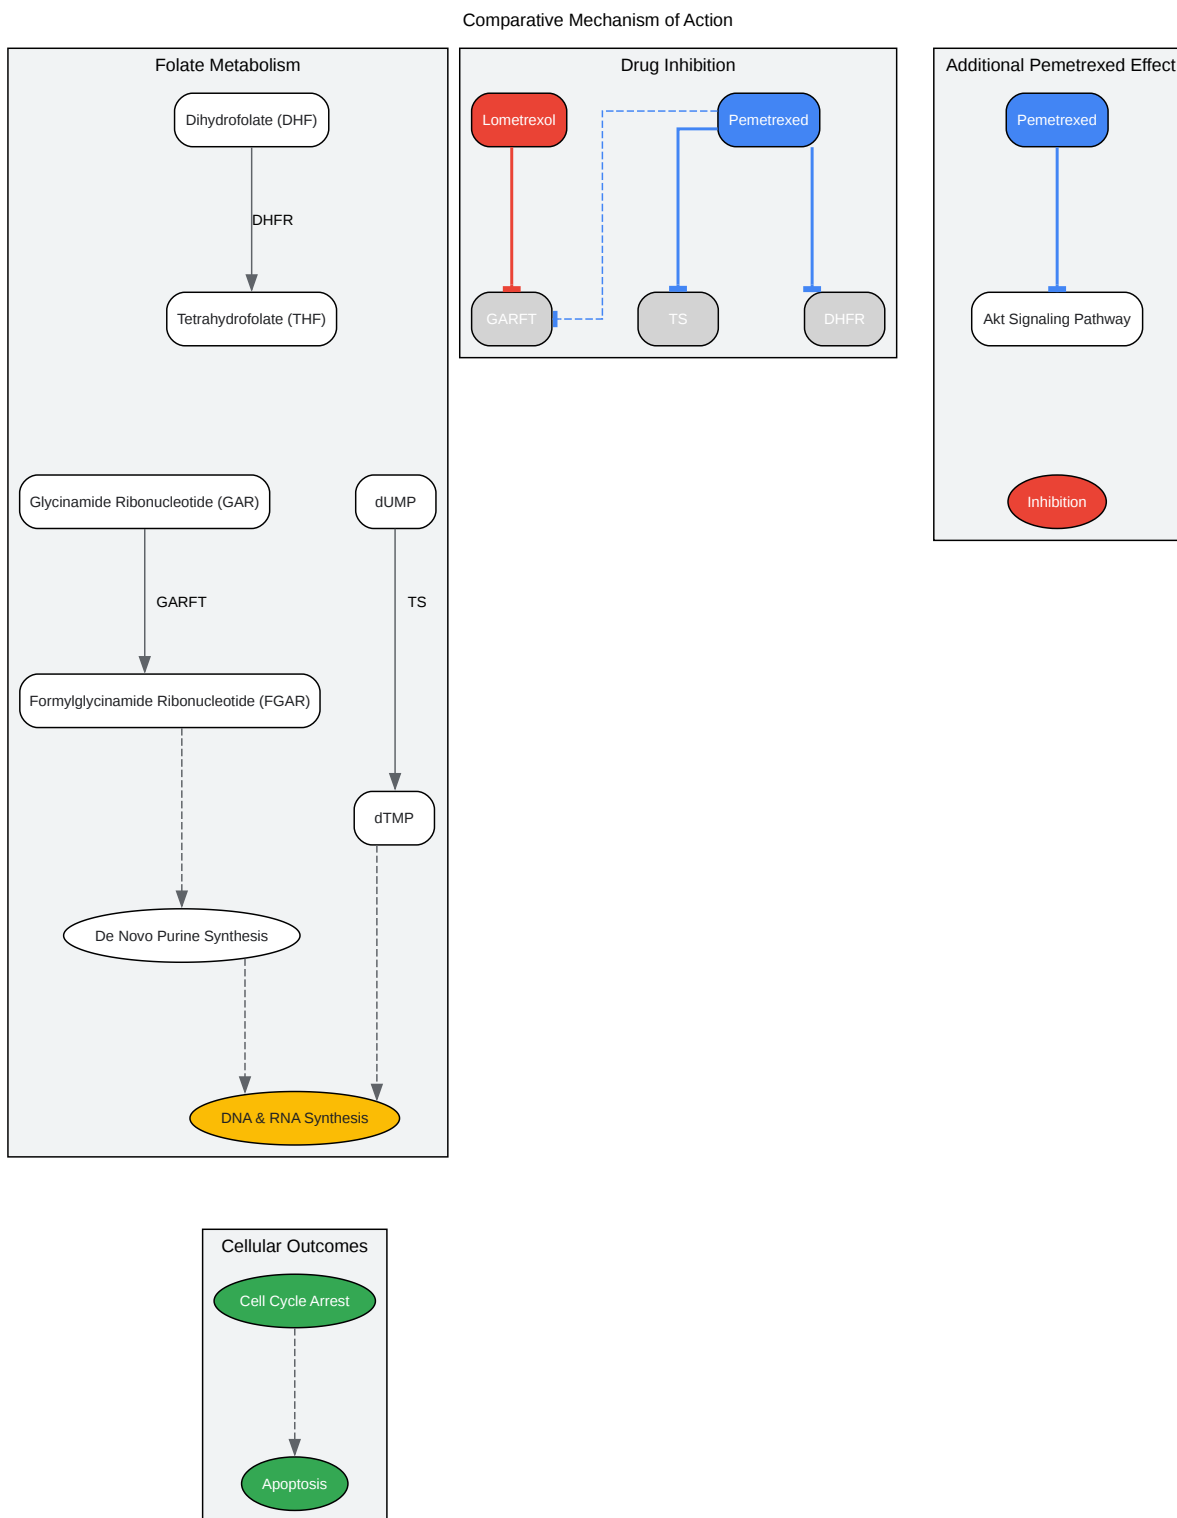 Comparative Mechanism of Action
Folate Metabolism
Dihydrofolate (DHF)
DHFR
Tetrahydrofolate (THF)
Glycinamide Ribonucleotide (GAR)
dUMP
GARFT
TS
Formylglycinamide Ribonucleotide (FGAR)
dTMP
De Novo Purine Synthesis
DNA & RNA Synthesis
Drug Inhibition
Lometrexol
Pemetrexed
GARFT
TS
DHFR
Additional Pemetrexed Effect
Pemetrexed
Akt Signaling Pathway
Inhibition
Cellular Outcomes
Cell Cycle Arrest
Apoptosis